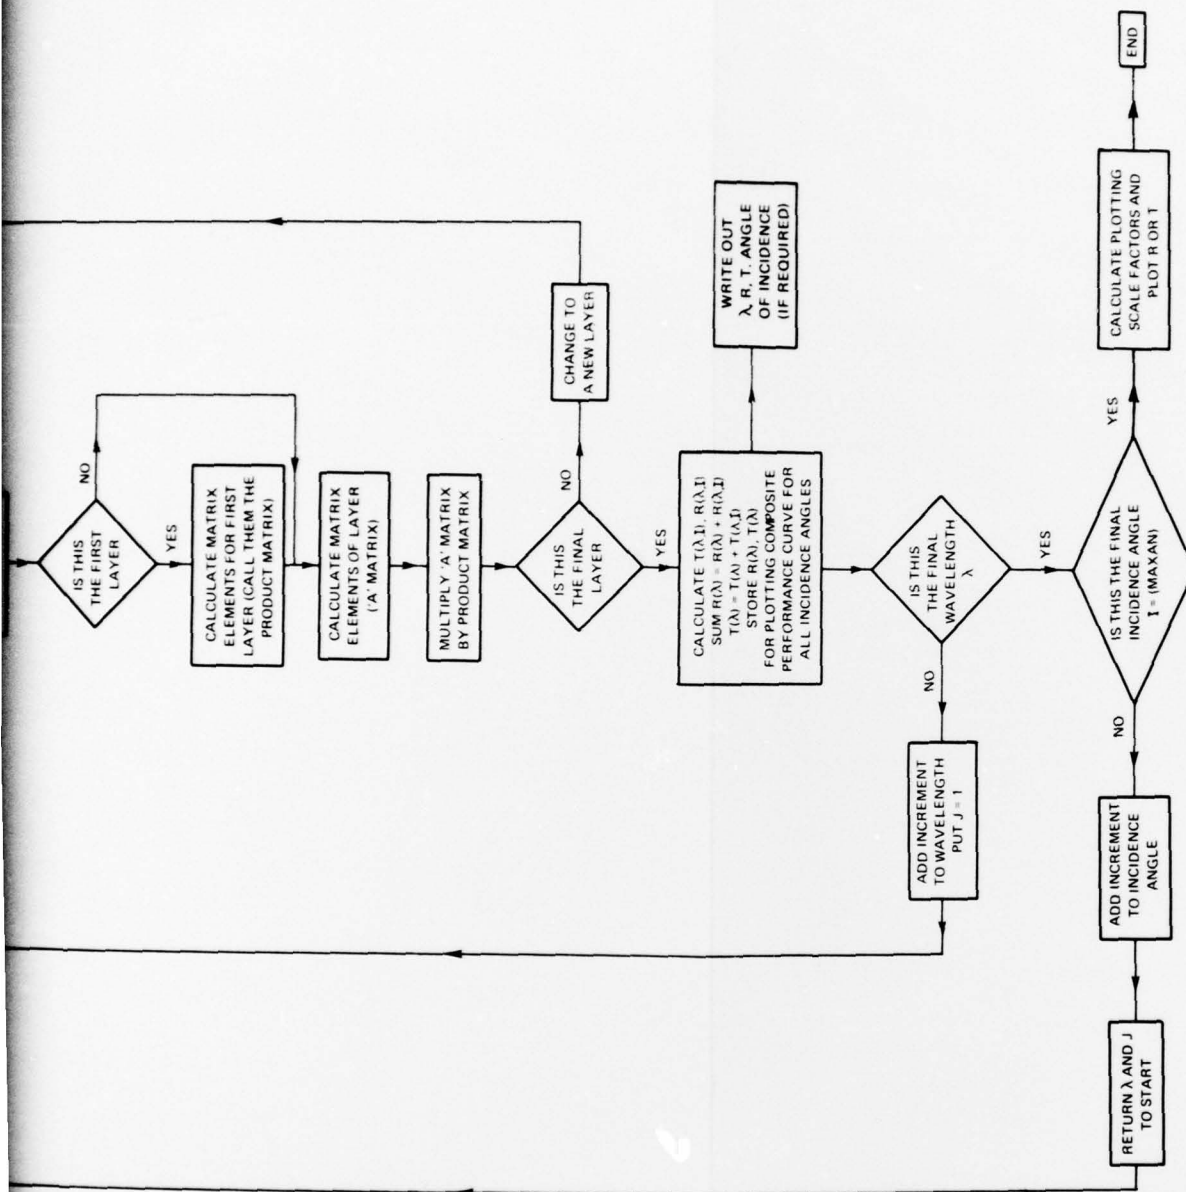 IS THIS
THE FIRST
LAYER
NO
YES
CALCULATE MATRIX
ELEMENTS FOR FIRST
LAYER (CALL THEM THE
PRODUCT MATRIX)
CALCULATE MATRIX
ELEMENTS OF LAYER
('A' MATRIX)
MULTIPLY 'A' MATRIX
BY PRODUCT MATRIX
IS THIS
THE FINAL
LAYER
NO
CHANGE TO
A NEW LAYER
YES
CALCULATE T(λ,I), R(λ,I)
SUM R(λ) = R(λ) + R(λ,I)
T(λ) = T(λ) + T(λ,I)
STORE R(λ), T(λ)
FOR PLOTTING COMPOSITE
PERFORMANCE CURVE FOR
ALL INCIDENCE ANGLES
WRITE OUT
λ, R, T, ANGLE
OF INCIDENCE
(IF REQUIRED)
IS THIS
THE FINAL
WAVELENGTH
λ
NO
ADD INCREMENT
TO WAVELENGTH
PUT J = 1
YES
IS THIS THE FINAL
INCIDENCE ANGLE
I = (MAXAN)
YES
CALCULATE PLOTTING
SCALE FACTORS AND
PLOT R OR T
END
NO
ADD INCREMENT
TO INCIDENCE
ANGLE
RETURN λ AND J
TO START